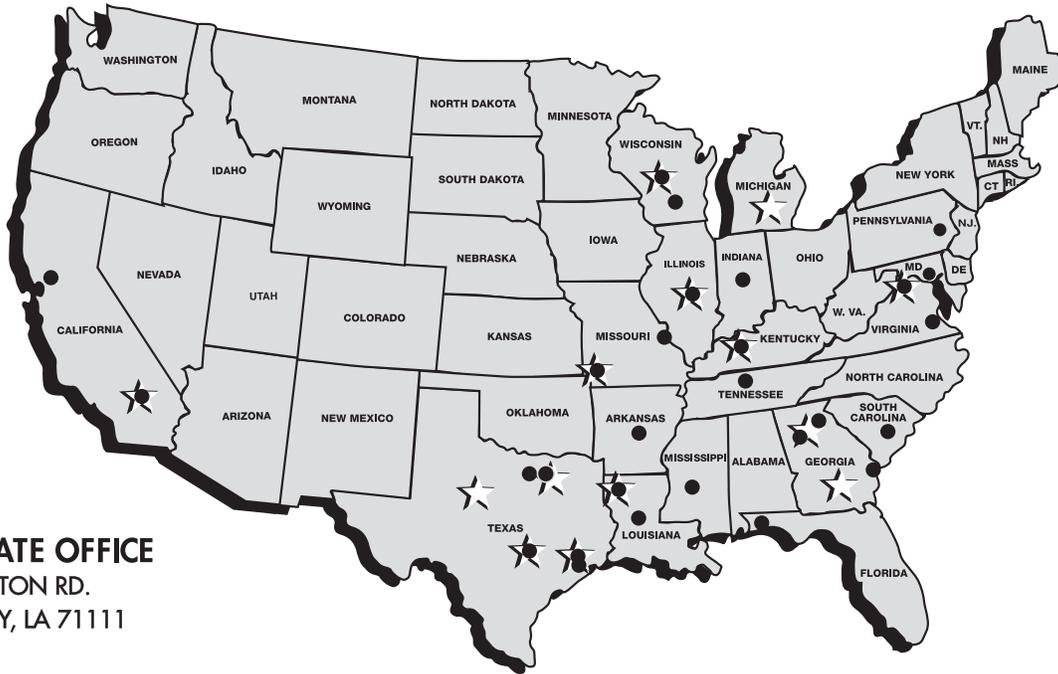 WASHINGTON
MAINE
MONTANA
NORTH DAKOTA
MINNESOTA
VT.
OREGON
NH
WISCONSIN
MASS
IDAHO
NEW YORK
SOUTH DAKOTA
MICHIGAN
CT
RI.
WYOMING
PENNSYLVANIA
N.J.
IOWA
NEBRASKA
INDIANA
OHIO
ILLINOIS
MD
DE
NEVADA
UTAH
COLORADO
W. VA.
CALIFORNIA
KANSAS
MISSOURI
KENTUCKY
VIRGINIA
NORTH CAROLINA
TENNESSEE
ARIZONA
NEW MEXICO
OKLAHOMA
ARKANSAS
SOUTH
CAROLINA
MISSISSIPPI
ALABAMA
GEORGIA
TEXAS
LOUISIANA
FLORIDA
ATE OFFICE
TON RD.
Y, LA 71111